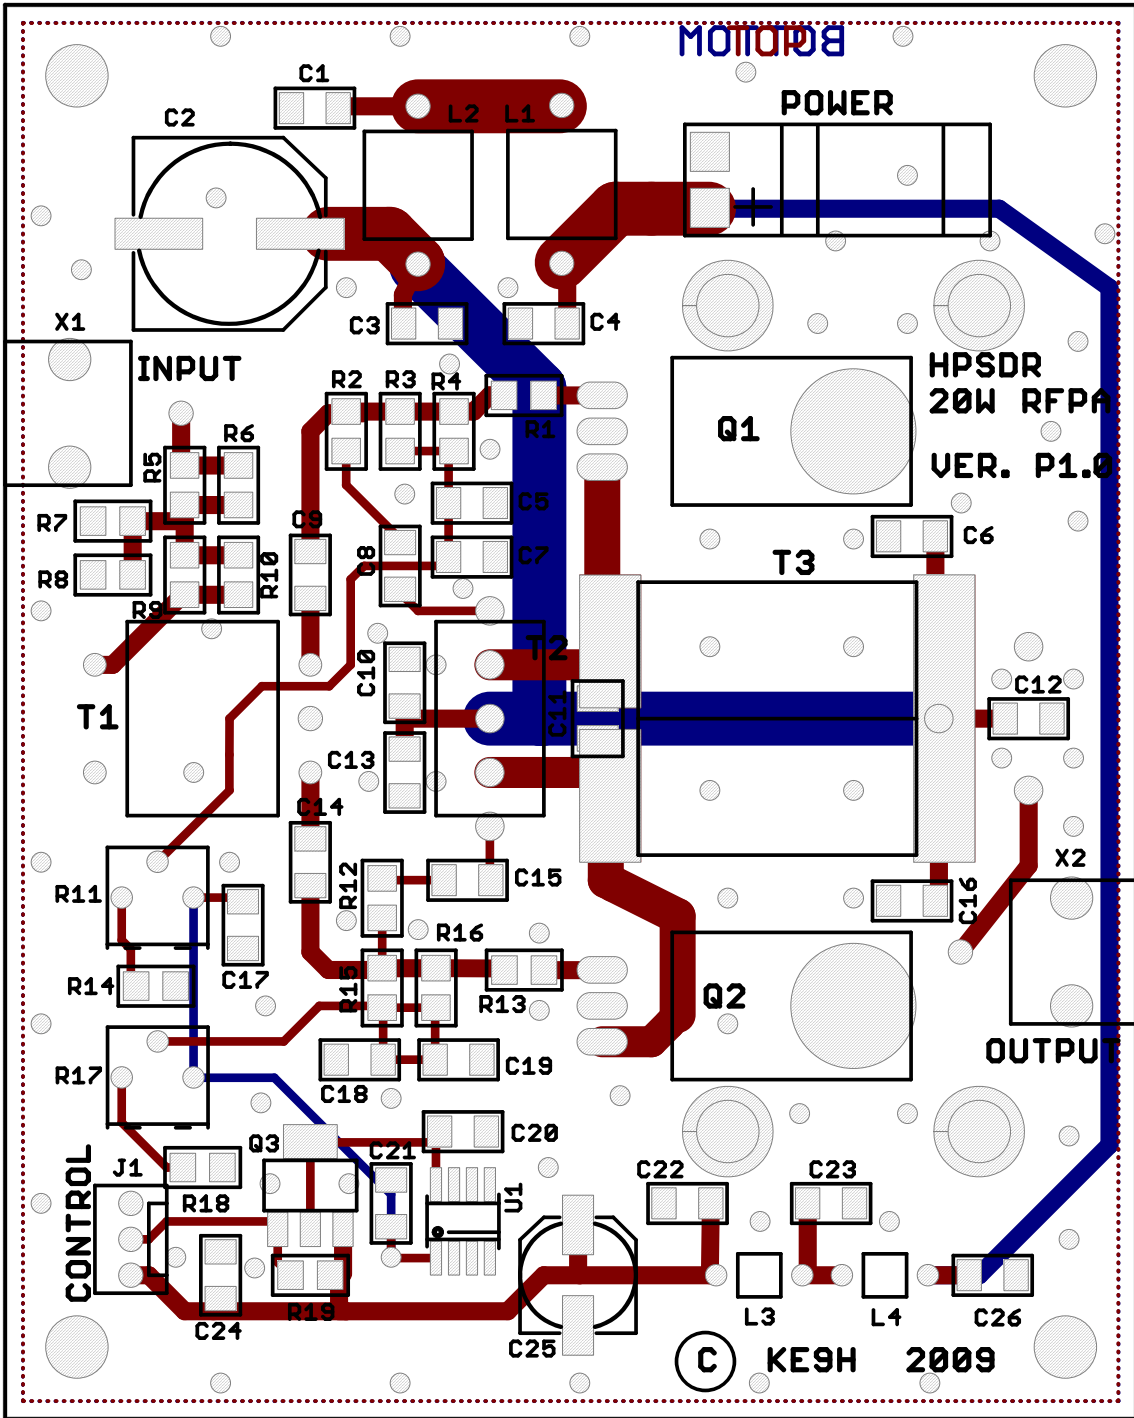 BOTTOM
TOP
C1
C2
L2
L1
POWER
+
C3
C4
X1
INPUT
R2
R3
R4
HPSDR
20W RFPA
VER. P1.0
R1
Q1
R5
R6
R7
C5
C9
C6
R8
R9
R10
C8
C7
T3
C10
T2
C11
C12
T1
C13
C14
X2
R11
R12
C15
C16
R16
R14
C17
R15
R13
Q2
OUTPUT
R17
C18
C19
C20
Q3
C21
J1
CONTROL
R18
U1
C22
C23
R19
C24
C25
L3
L4
C26
C KE9H 2009